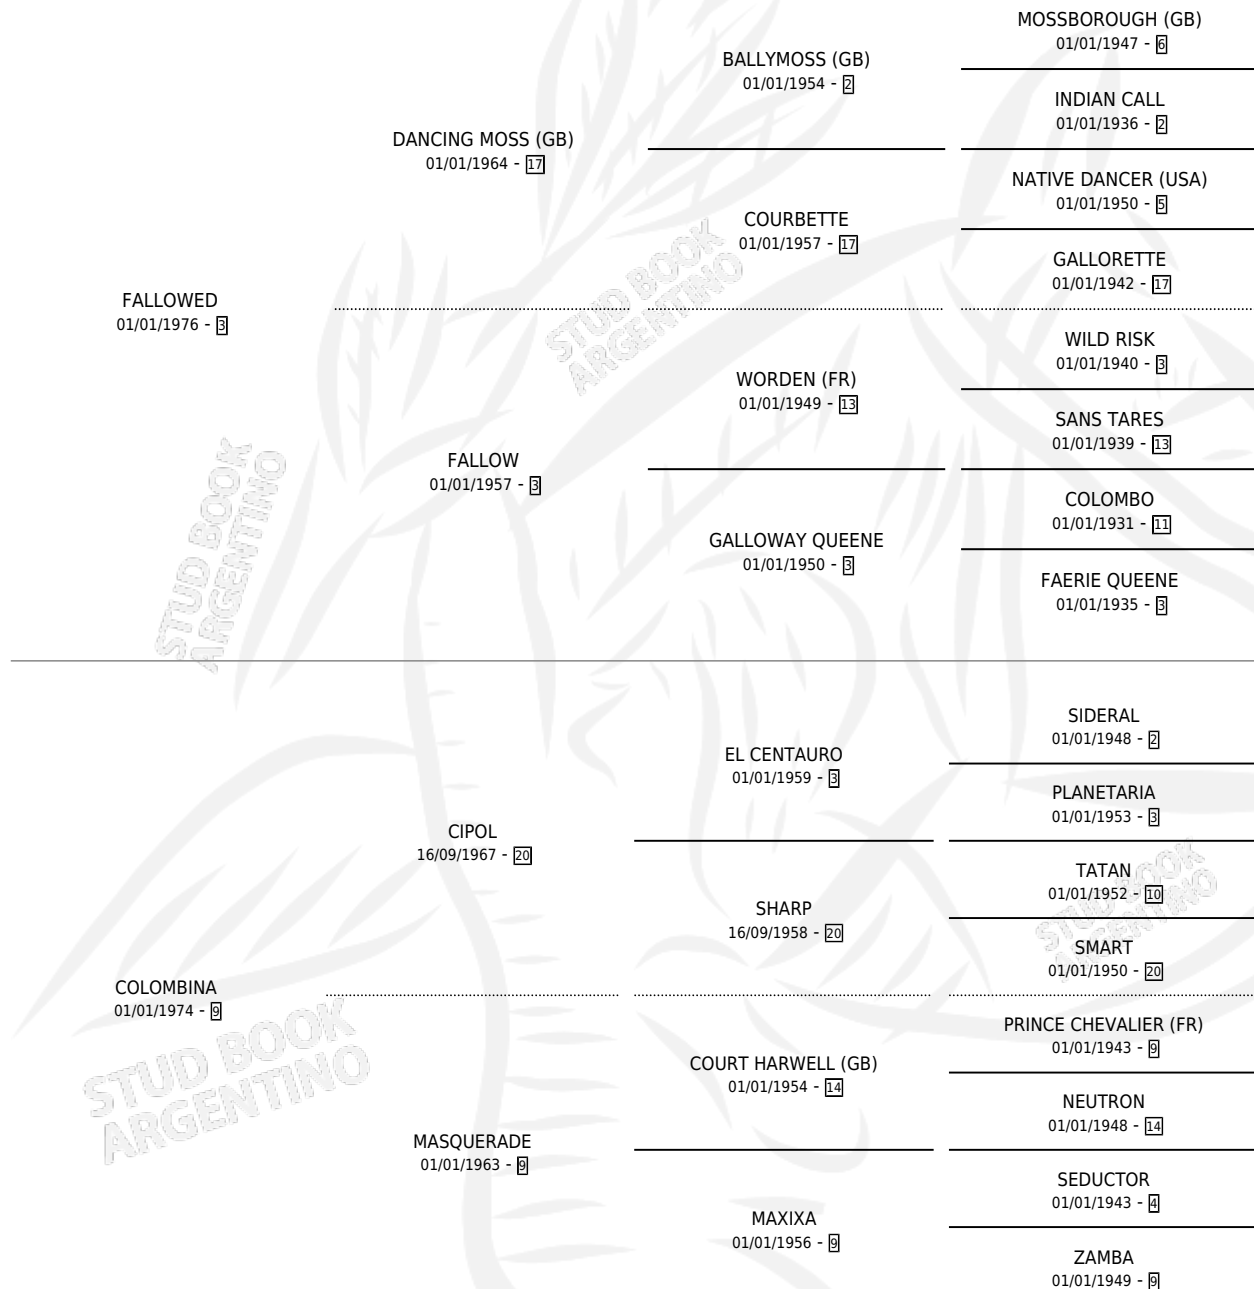 MOSSBOROUGH (GB)
01/01/1947 - 6
BALLYMOSS (GB)
01/01/1954 - 2
INDIAN CALL
01/01/1936 - 2
DANCING MOSS (GB)
01/01/1964 - 17
NATIVE DANCER (USA)
01/01/1950 - 5
COURBETTE
01/01/1957 - 17
GALLORETTE
01/01/1942 - 17
FALLOWED
01/01/1976 - 3
WILD RISK
01/01/1940 - 3
WORDEN (FR)
01/01/1949 - 13
SANS TARES
01/01/1939 - 13
FALLOW
01/01/1957 - 3
COLOMBO
01/01/1931 - 11
GALLOWAY QUEENE
01/01/1950 - 3
FAERIE QUEENE
01/01/1935 - 3
STUD BOOK
ARGENTINO
STUD BOOK
ARGENTINO
SIDERAL
01/01/1948 - 2
EL CENTAURO
01/01/1959 - 3
PLANETARIA
01/01/1953 - 3
CIPOL
16/09/1967 - 20
TATAN
01/01/1952 - 10
SHARP
16/09/1958 - 20
SMART
01/01/1950 - 20
STUD BOOK
ARGENTINO
COLOMBINA
01/01/1974 - 9
PRINCE CHEVALIER (FR)
01/01/1943 - 9
COURT HARWELL (GB)
01/01/1954 - 14
NEUTRON
01/01/1948 - 14
STUD BOOK
ARGENTINO
MASQUERADE
01/01/1963 - 9
SEDUCTOR
01/01/1943 - 4
MAXIXA
01/01/1956 - 9
ZAMBA
01/01/1949 - 9